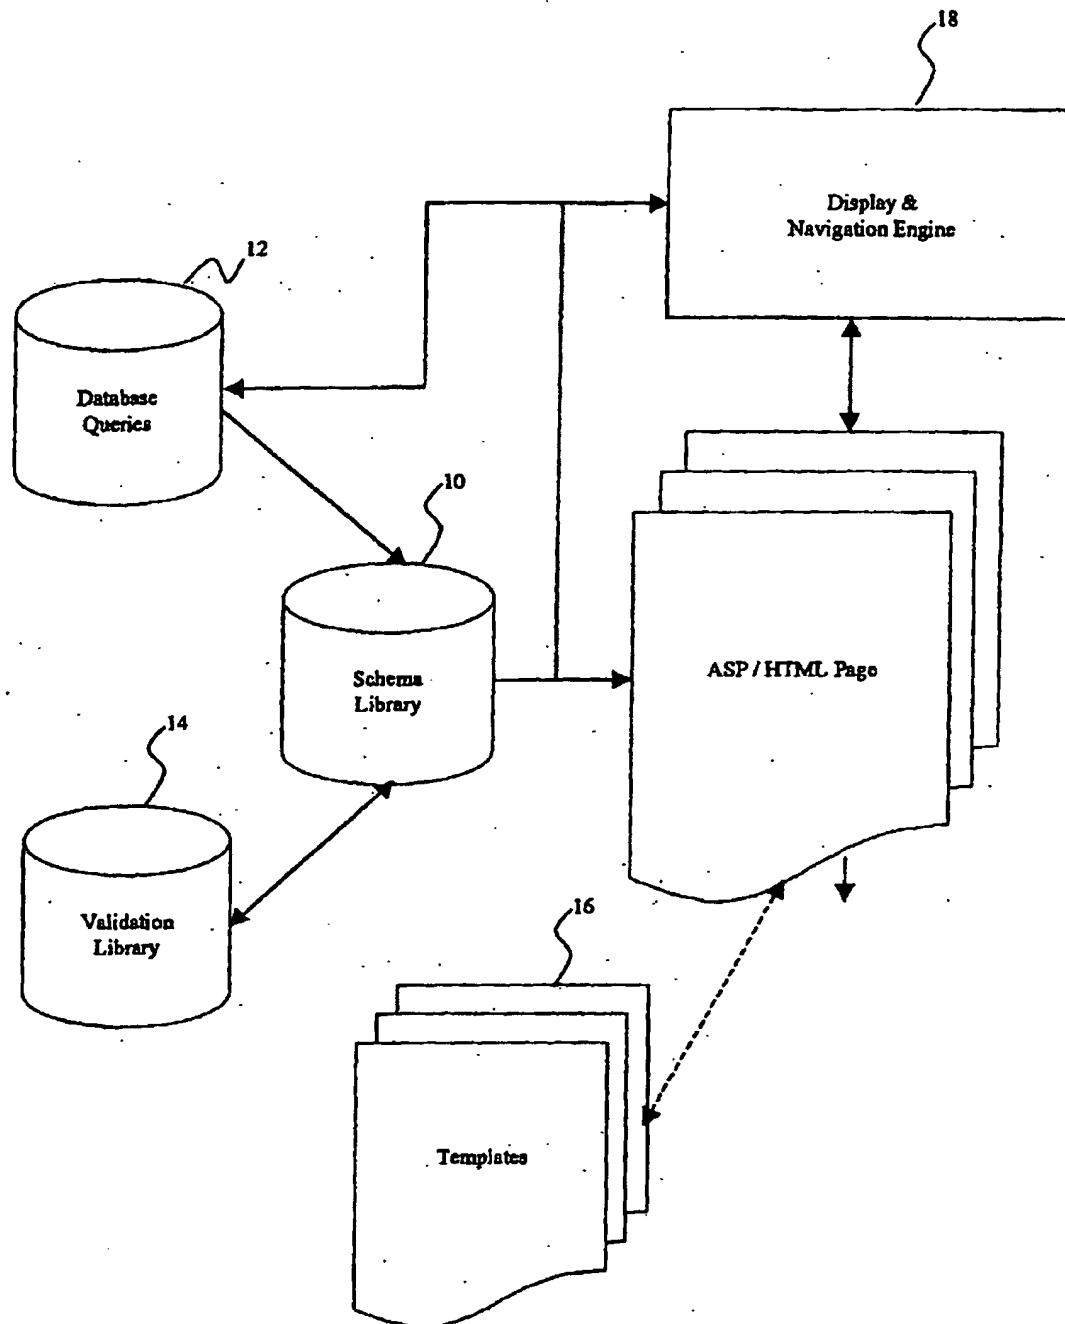 18
Display &
Navigation Engine
12
Database
Queries
10
Schema
Library
ASP / HTML Page
14
Validation
Library
16
Templates